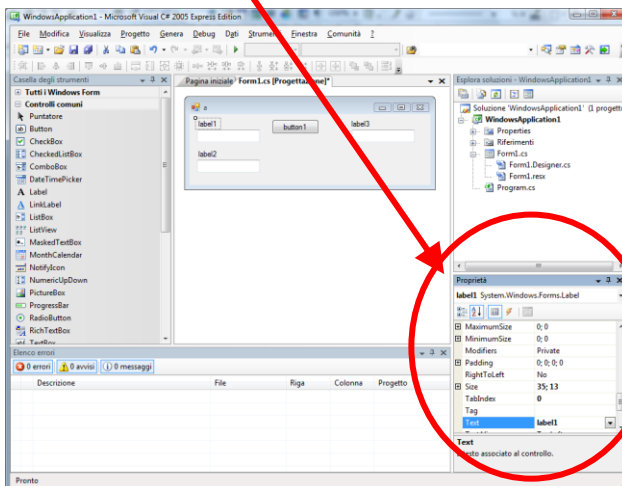 WindowsApplication1 - Microsoft Visual C# 2005 Express Edition
File Modifica Visualizza Progetto Genera Debug Dati Strumenti Finestra Comunità ?
Casella degli strumenti
Tutti i Windows Form
Controlli comuni
Puntatore
Button
CheckBox
CheckedListBox
ComboBox
DateTimePicker
Label
LinkLabel
ListBox
ListView
MaskedTextBox
MonthCalendar
NotifyIcon
NumericUpDown
PictureBox
ProgressBar
RadioButton
RichTextBox
TextBox
Pagina iniziale Form1.cs [Progettazione]*
label1 button1 label3
label2
Esplora soluzioni - WindowsApplication1
Soluzione 'WindowsApplication1' (1 progett
WindowsApplication1
Properties
Riferimenti
Form1.cs
Form1.Designer.cs
Form1.resx
Program.cs
Proprietà
label1 System.Windows.Forms.Label
MaximumSize 0; 0
MinimumSize 0; 0
Modifiers Private
Padding 0; 0; 0; 0
RightToLeft No
Size 35; 13
TabIndex 0
Tag
Text label1
Text
associato al controllo.
Elenco errori
0 errori 0 avvisi 0 messaggi
Descrizione File Riga Colonna Progetto
Pronto